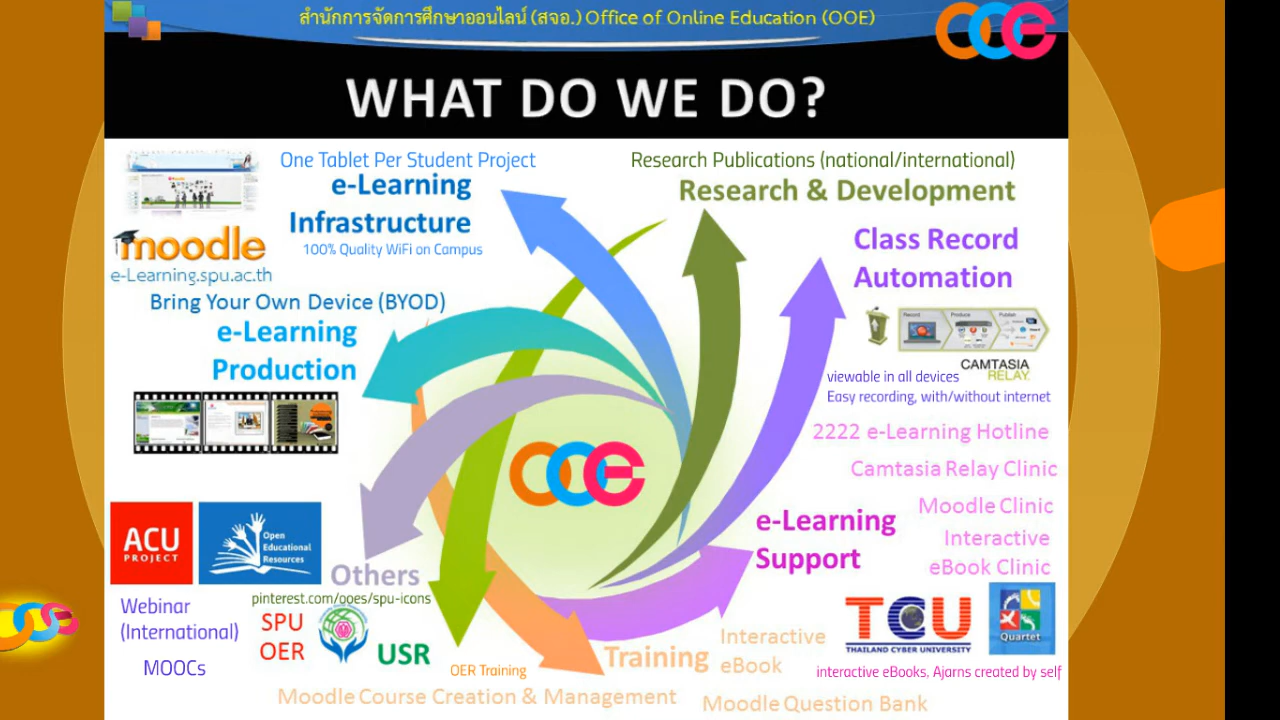 สำนักการจัดการศึกษาออนไลน์ (สจอ.) Office of Online Education (OOE)
ooe
WHAT DO WE DO?
One Tablet Per Student Project
e-Learning
Infrastructure
100% Quality WiFi on Campus
Research Publications (national/international)
Research & Development
moodle
e-Learning.spu.ac.th
Class Record
Automation
Record Produce Publish
CAMTASIA
RELAY
viewable in all devices
Easy recording, with/without internet
Bring Your Own Device (BYOD)
e-Learning
Production
2222 e-Learning Hotline
Camtasia Relay Clinic
Moodle Clinic
Interactive
eBook Clinic
ooe
e-Learning
Support
ACU
PROJECT
Open
Educational
Resources
Others
pinterest.com/ooes/spu-icons
Webinar
(International)
MOOCs
SPU
OER
USR
OER Training
Training
Interactive
eBook
TCU
THAILAND CYBER UNIVERSITY
Quartet
interactive eBooks, Ajarns created by self
Moodle Course Creation & Management
Moodle Question Bank
ooe